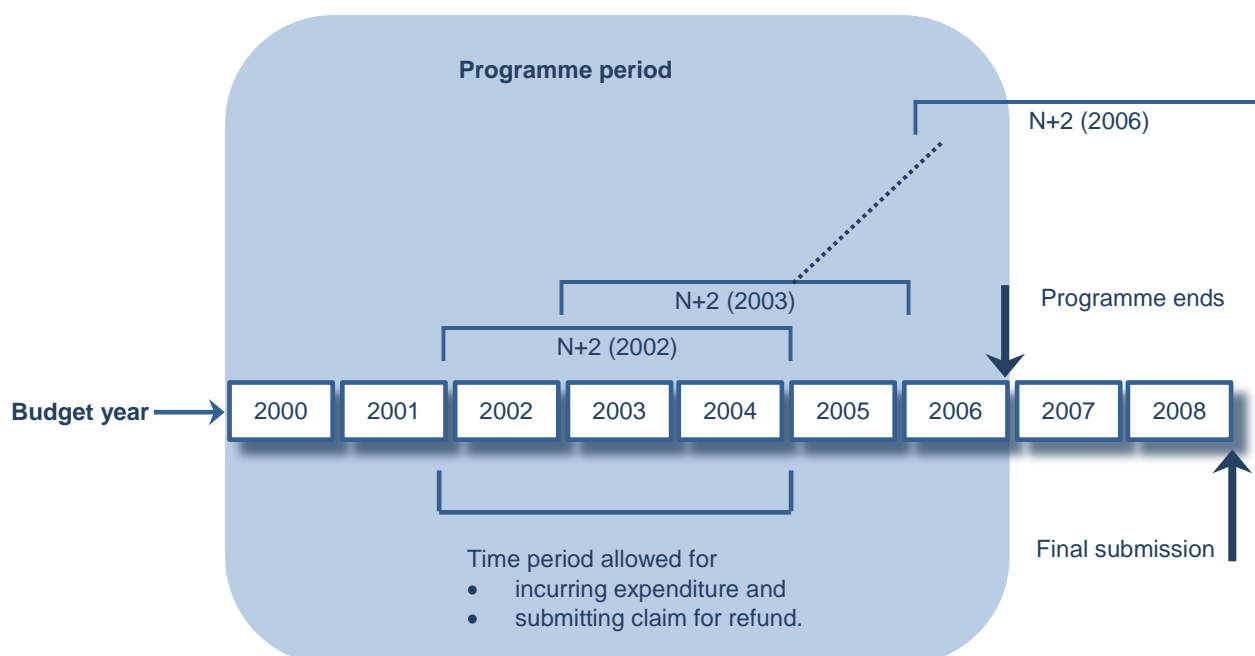 Programme period
N+2 (2006)
N+2 (2003)
Programme ends
N+2 (2002)
Budget year
2000
2001
2002
2003
2004
2005
2006
2007
2008
Time period allowed for
• incurring expenditure and
• submitting claim for refund.
Final submission